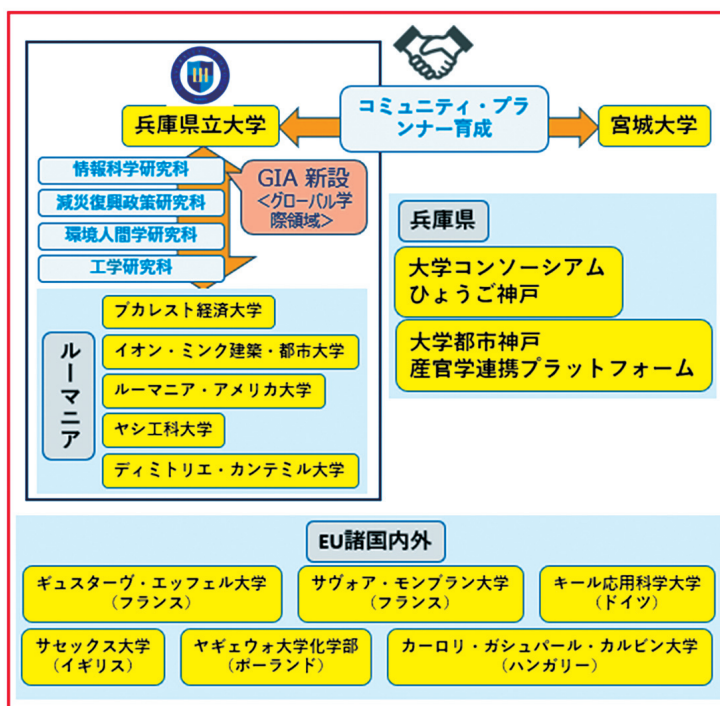 兵庫県立大学
コミュニティ・プラ
ンナー育成
宮城大学
情報科学研究科
減災復興政策研究科
環境人間学研究科
工学研究科
GIA 新設
<グローバル学
際領域>
兵庫県
大学コンソーシアム
ひょうご神戸
大学都市神戸
産官学連携プラットフォーム
ルーマニア
ブカレスト経済大学
イオン・ミンク建築・都市大学
ルーマニア・アメリカ大学
ヤシ工科大学
ディミトリエ・カンテミル大学
EU諸国内外
ギュスターヴ・エッフェル大学
（フランス）
サヴォア・モンブラン大学
（フランス）
キール応用科学大学
（ドイツ）
サセックス大学
（イギリス）
ヤギェウォ大学化学部
（ポーランド）
カーロリ・ガシュパール・カルビン大学
（ハンガリー）